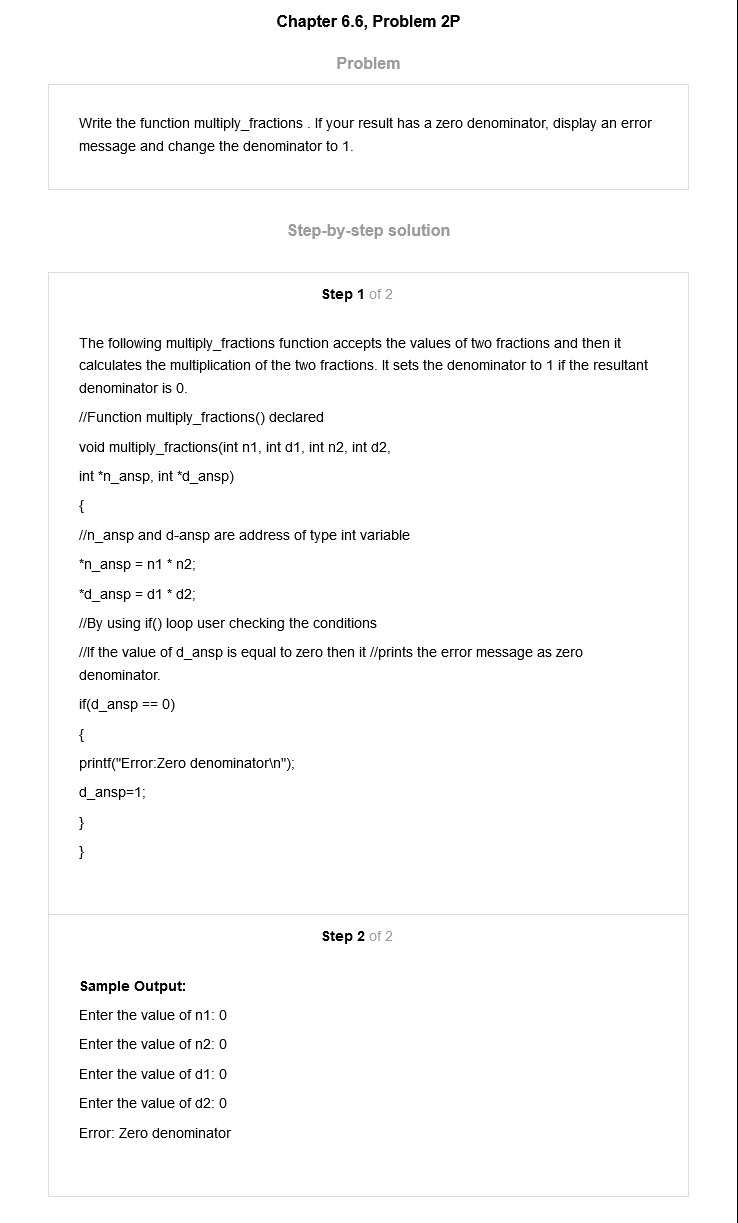 Chapter 6.6, Problem 2P
Problem
Write the function multiply_fractions . If your result has a zero denominator, display an error
message and change the denominator to 1.
Step-by-step solution
Step 1 of 2
The following multiply_fractions function accepts the values of two fractions and then it
calculates the multiplication of the two fractions. It sets the denominator to 1 if the resultant
denominator is 0.
//Function multiply_fractions() declared
void multiply_fractions(int n1, int d1, int n2, int d2,
int *n_ansp, int *d_ansp)
{
//n_ansp and d-ansp are address of type int variable
*n_ansp = n1 * n2;
*d_ansp = d1 * d2;
//By using if() loop user checking the conditions
//If the value of d_ansp is equal to zero then it //prints the error message as zero
denominator.
if(d_ansp == 0)
{
printf("Error:Zero denominator\n");
d_ansp=1;
}
}
Step 2 of 2
Sample Output:
Enter the value of n1: 0
Enter the value of n2: 0
Enter the value of d1: 0
Enter the value of d2: 0
Error: Zero denominator